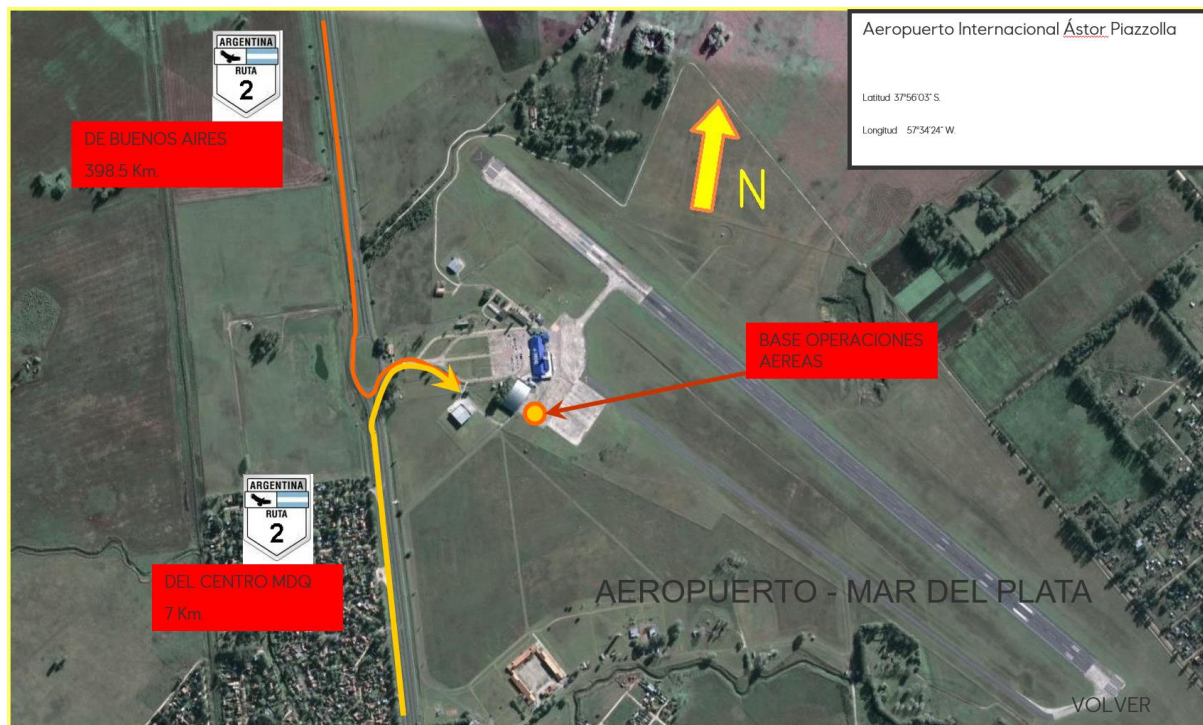 Aeropuerto Internacional Ástor Piazzolla
Latitud 37°56'03" S.
Longitud 57°34'24" W.
ARGENTINA
RUTA
2
DE BUENOS AIRES
398.5 Km.
N
BASE OPERACIONES
AEREAS
ARGENTINA
RUTA
2
DEL CENTRO MDQ
7 Km.
AEROPUERTO - MAR DEL PLATA
VOLVER